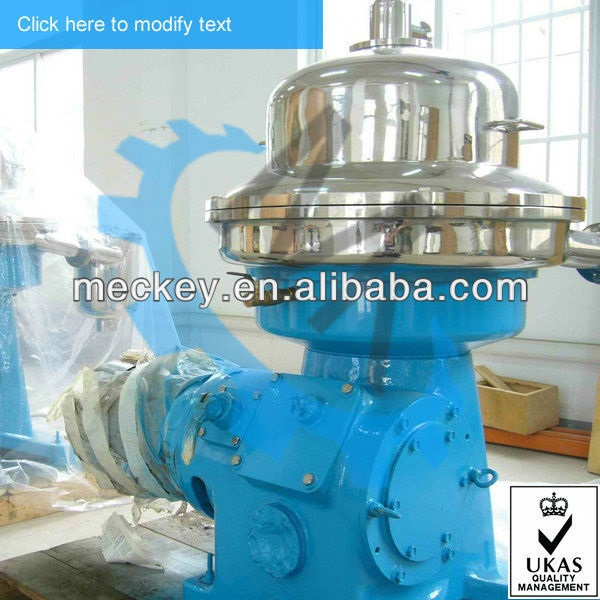 Click here to modify text
meckey.en.alibaba.com
UKAS
QUALITY
MANAGEMENT